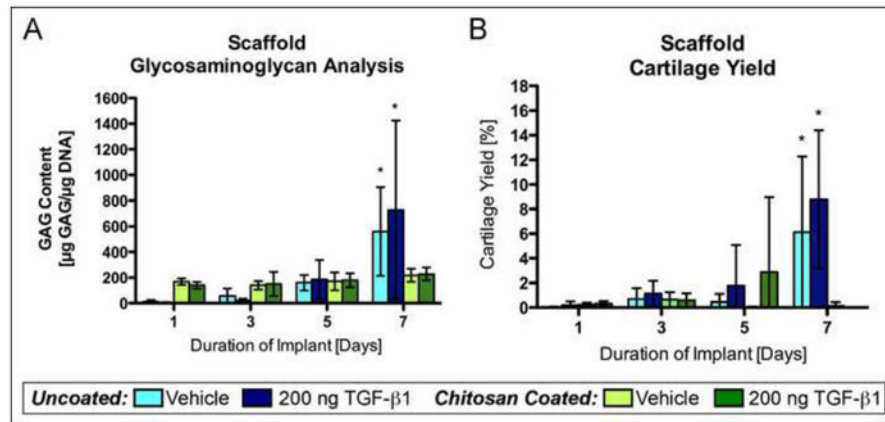 A
Scaffold
Glycosaminoglycan Analysis
GAG Content
[µg GAG/µg DNA]
1600
1400
1200
1000
800
600
400
200
0
*
*
1 3 5 7
Duration of Implant [Days]
B
Scaffold
Cartilage Yield
Cartilage Yield [%]
18
16
14
12
10
8
6
4
2
0
*
*
1 3 5 7
Duration of Implant [Days]
Uncoated: Vehicle 200 ng TGF-β1 Chitosan Coated: Vehicle 200 ng TGF-β1